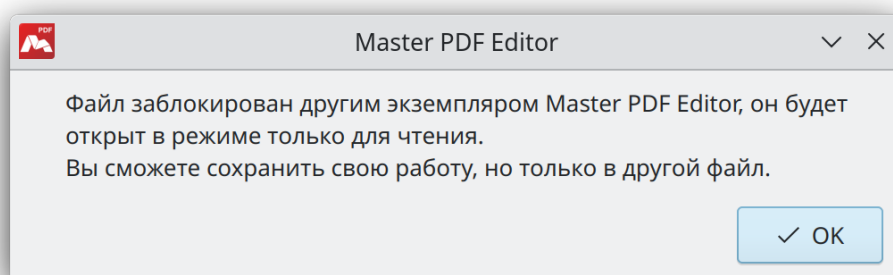 PDF
Master PDF Editor
Файл заблокирован другим экземпляром Master PDF Editor, он будет
открыт в режиме только для чтения.
Вы сможете сохранить свою работу, но только в другой файл.
OK